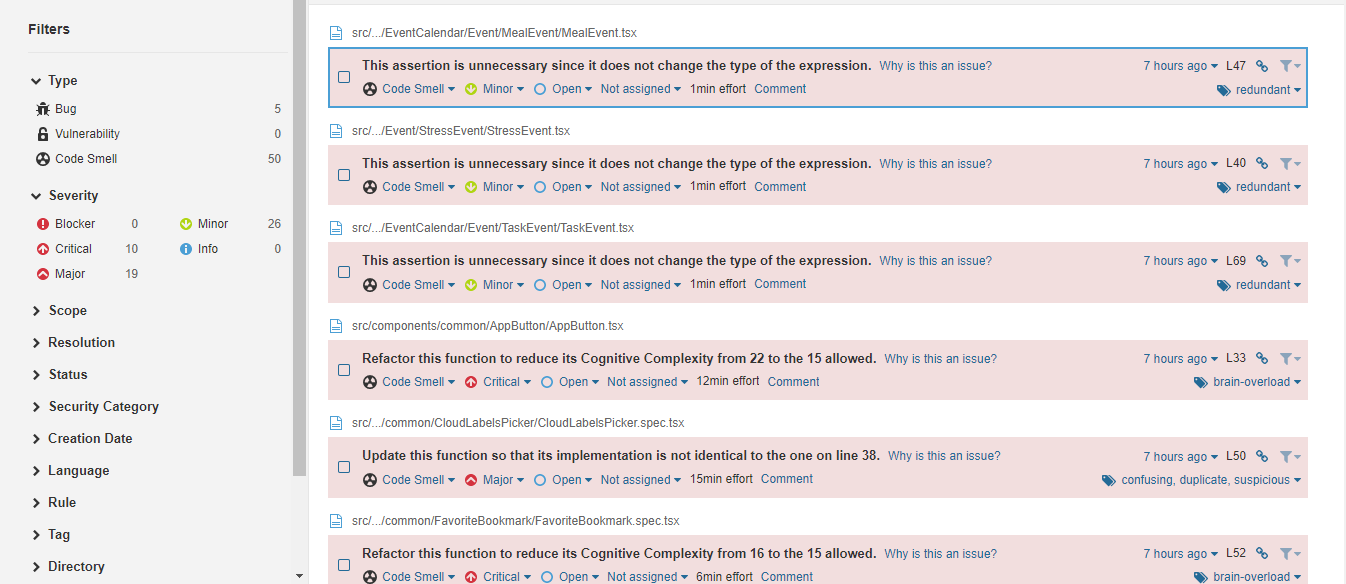 Filters
Type
Bug 5
Vulnerability 0
Code Smell 50
Severity
Blocker 0 Minor 26
Critical 10 Info 0
Major 19
Scope
Resolution
Status
Security Category
Creation Date
Language
Rule
Tag
Directory
src/.../EventCalendar/Event/MealEvent/MealEvent.tsx
This assertion is unnecessary since it does not change the type of the expression. Why is this an issue? 7 hours ago L47
Code Smell Minor Open Not assigned 1min effort Comment redundant
src/.../Event/StressEvent/StressEvent.tsx
This assertion is unnecessary since it does not change the type of the expression. Why is this an issue? 7 hours ago L40
Code Smell Minor Open Not assigned 1min effort Comment redundant
src/.../EventCalendar/Event/TaskEvent/TaskEvent.tsx
This assertion is unnecessary since it does not change the type of the expression. Why is this an issue? 7 hours ago L69
Code Smell Minor Open Not assigned 1min effort Comment redundant
src/components/common/AppButton/AppButton.tsx
Refactor this function to reduce its Cognitive Complexity from 22 to the 15 allowed. Why is this an issue? 7 hours ago L33
Code Smell Critical Open Not assigned 12min effort Comment brain-overload
src/.../common/CloudLabelsPicker/CloudLabelsPicker.spec.tsx
Update this function so that its implementation is not identical to the one on line 38. Why is this an issue? 7 hours ago L50
Code Smell Major Open Not assigned 15min effort Comment confusing, duplicate, suspicious
src/.../common/FavoriteBookmark/FavoriteBookmark.spec.tsx
Refactor this function to reduce its Cognitive Complexity from 16 to the 15 allowed. Why is this an issue? 7 hours ago L52
Code Smell Critical Open Not assigned 6min effort Comment brain-overload